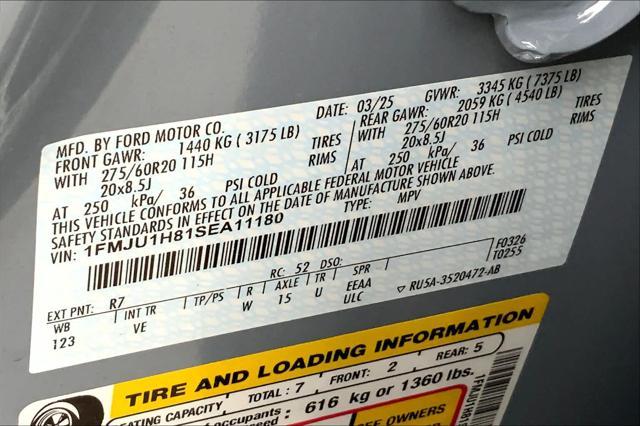 MFD. BY FORD MOTOR CO.
DATE: 03/25 GVWR: 3345 KG ( 7375 LB)
FRONT GAWR: 1440 KG ( 3175 LB) REAR GAWR: 2059 KG ( 4540 LB)
WITH 275/60R20 115H TIRES WITH 275/60R20 115H TIRES
20x8.5J RIMS 20x8.5J RIMS
AT 250 kPa/ 36 PSI COLD AT 250 kPa/ 36 PSI COLD
THIS VEHICLE CONFORMS TO ALL APPLICABLE FEDERAL MOTOR VEHICLE
SAFETY STANDARDS IN EFFECT ON THE DATE OF MANUFACTURE SHOWN ABOVE.
VIN: 1FMJU1H81SEA11180 TYPE: MPV
F0326
T0255
EXT PNT: R7 RC: 52 DSO:
WB INT TR TP/PS R AXLE TR SPR
123 VE W 15 U EEAA
ULC ▽ RU5A-3520472-AB
TIRE AND LOADING INFORMATION
SEATING CAPACITY TOTAL: 7 FRONT: 2 REAR: 5
occupants 616 kg or 1360 lbs.
SEE OWNERS